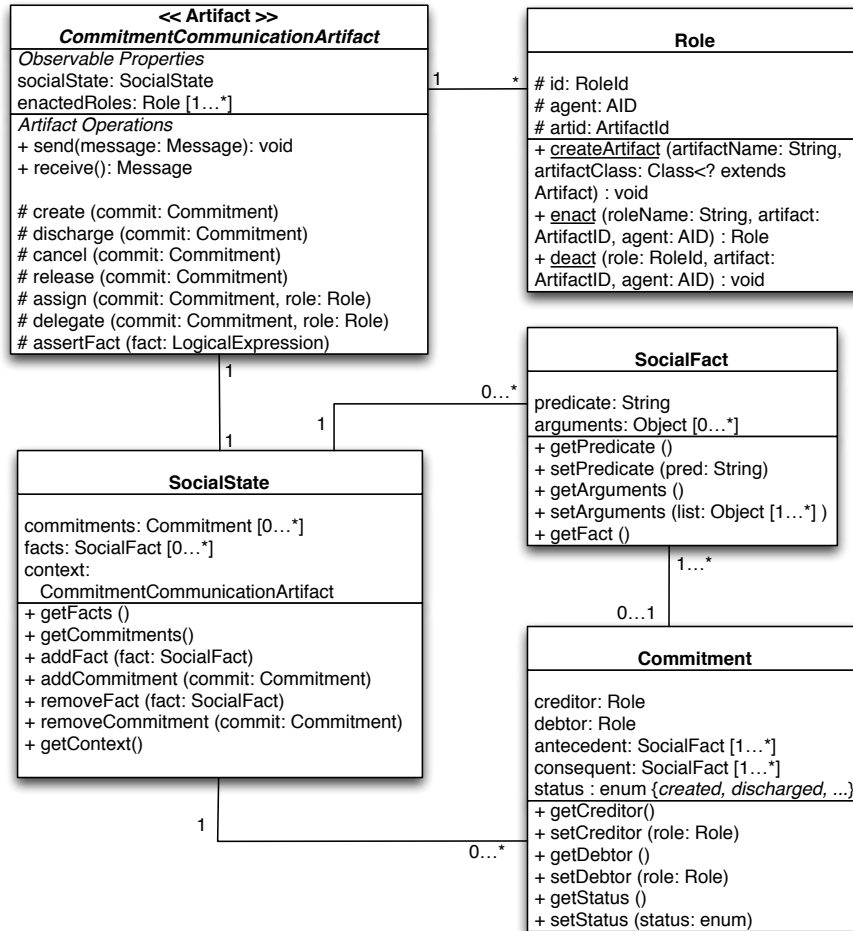 << Artifact >>
CommitmentCommunicationArtifact
Observable Properties
socialState: SocialState
enactedRoles: Role [1...*]
Artifact Operations
+ send(message: Message): void
+ receive(): Message
# create (commit: Commitment)
# discharge (commit: Commitment)
# cancel (commit: Commitment)
# release (commit: Commitment)
# assign (commit: Commitment, role: Role)
# delegate (commit: Commitment, role: Role)
# assertFact (fact: LogicalExpression)
1
*
Role
# id: RoleId
# agent: AID
# artid: ArtifactId
+ createArtifact (artifactName: String,
artifactClass: Class<? extends
Artifact) : void
+ enact (roleName: String, artifact:
ArtifactID, agent: AID) : Role
+ deact (role: RoleId, artifact:
ArtifactID, agent: AID) : void
1
1
1
0...*
SocialFact
predicate: String
arguments: Object [0...*]
+ getPredicate ()
+ setPredicate (pred: String)
+ getArguments ()
+ setArguments (list: Object [1...*] )
+ getFact ()
SocialState
commitments: Commitment [0...*]
facts: SocialFact [0...*]
context:
CommitmentCommunicationArtifact
+ getFacts ()
+ getCommitments()
+ addFact (fact: SocialFact)
+ addCommitment (commit: Commitment)
+ removeFact (fact: SocialFact)
+ removeCommitment (commit: Commitment)
+ getContext()
1...*
0...1
Commitment
creditor: Role
debtor: Role
antecedent: SocialFact [1...*]
consequent: SocialFact [1...*]
status : enum {created, discharged, ...}
+ getCreditor()
+ setCreditor (role: Role)
+ getDebtor ()
+ setDebtor (role: Role)
+ getStatus ()
+ setStatus (status: enum)
1
0...*